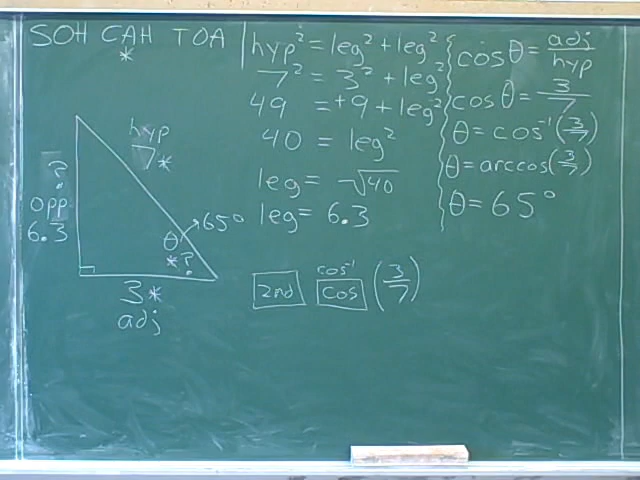 SOH CAH TOA
*
hyp² = leg² + leg²
7² = 3² + leg²
49 = +9 + leg²
40 = leg²
leg = √40
leg = 6.3
cosθ = adj/hyp
cosθ = 3/7
θ = cos⁻¹(3/7)
θ = arccos(3/7)
θ = 65°
hyp
7*
?
opp
6.3
θ
65°
*?
3*
adj
2nd cos⁻¹ cos (3/7)